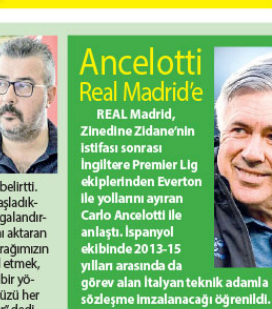 belirtti.
aşladık-
galandır-
nı aktaran
rağımızın
l etmek,
bir yö-
üzü her
Ancelotti
Real Madrid'e
REAL Madrid,
Zinedine Zidane'nin
istifası sonrası
İngiltere Premier Lig
ekiplerinden Everton
ile yollarını ayıran
Carlo Ancelotti ile
anlaştı. İspanyol
ekibinde 2013-15
yılları arasında da
görev alan İtalyan teknik adamla
sözleşme imzalanacağı öğrenildi.